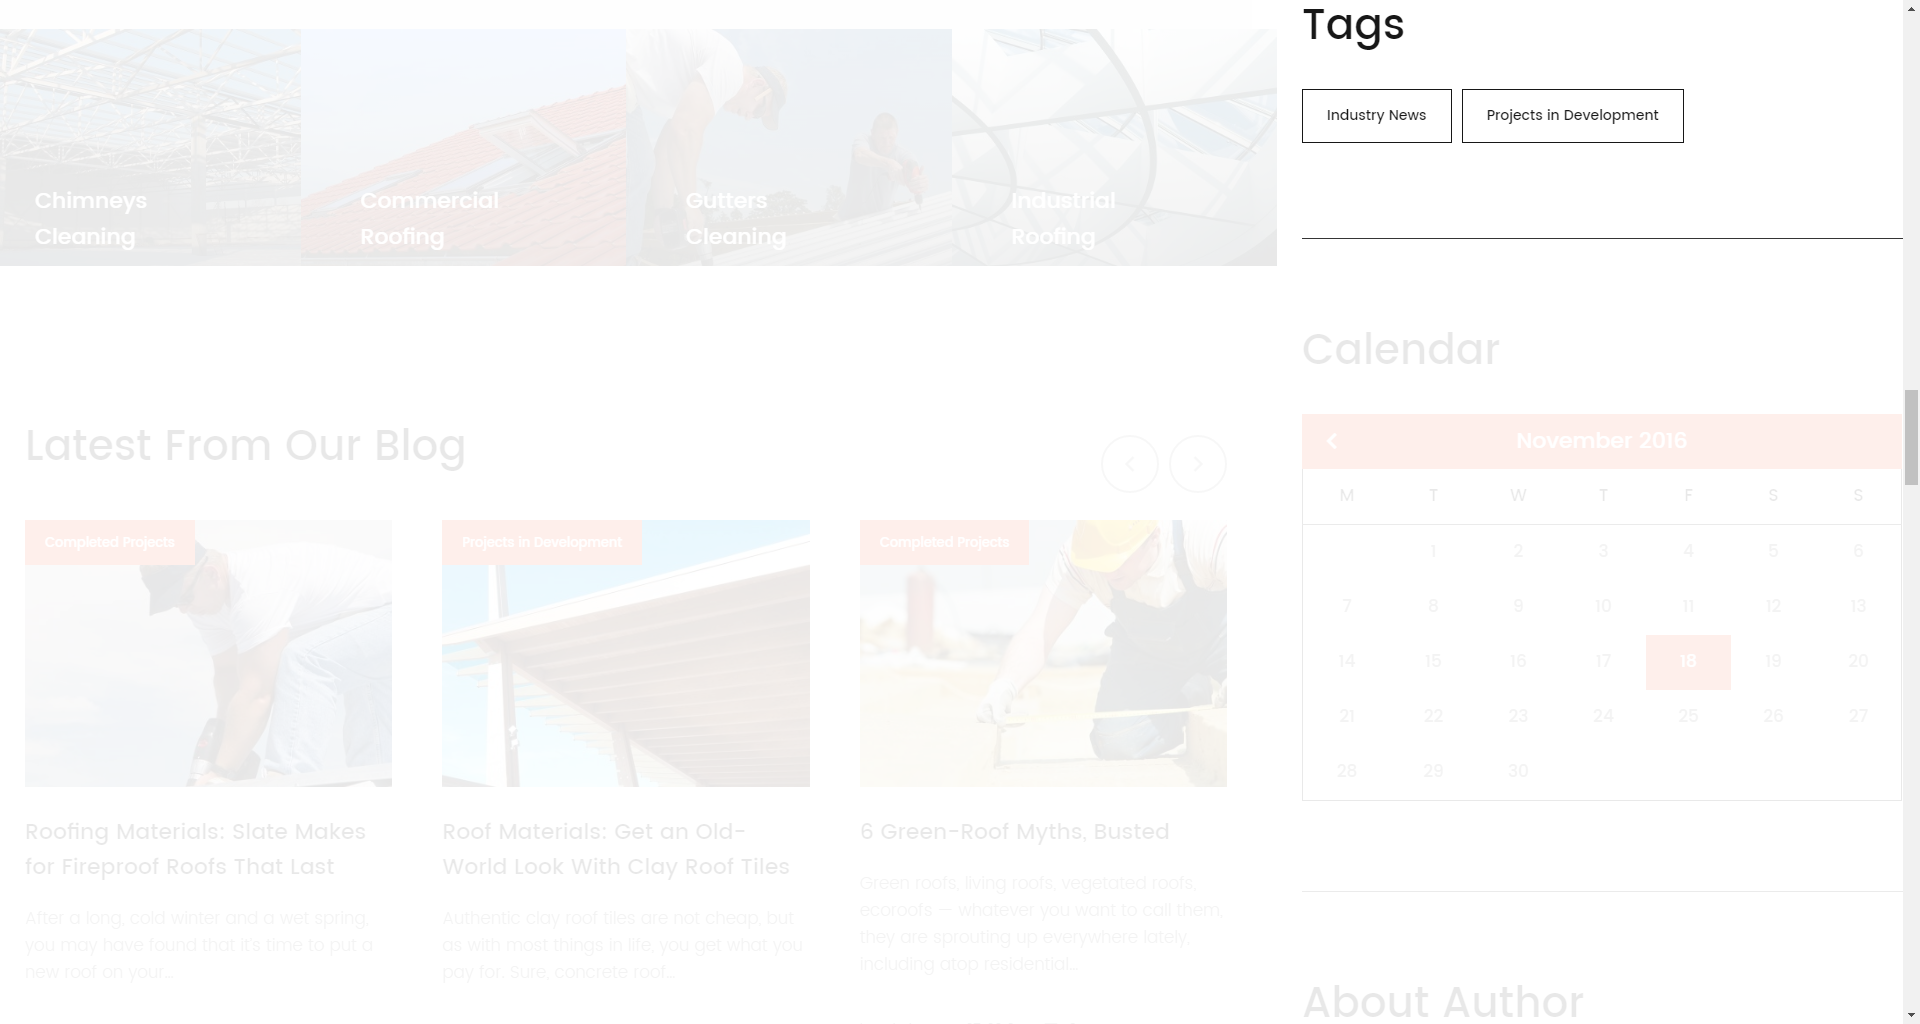 Tags
Industry News
Projects in Development
Chimneys
Cleaning
Commercial
Roofing
Gutters
Cleaning
Industrial
Roofing
Calendar
November 2016
M T W T F S S
1 2 3 4 5 6
7 8 9 10 11 12 13
14 15 16 17 18 19 20
21 22 23 24 25 26 27
28 29 30
Latest From Our Blog
Completed Projects
Roofing Materials: Slate Makes
for Fireproof Roofs That Last
After a long, cold winter and a wet spring,
you may have found that it's time to put a
new roof on your...
Projects in Development
Roof Materials: Get an Old-
World Look With Clay Roof Tiles
Authentic clay roof tiles are not cheap, but
as with most things in life, you get what you
pay for. Sure, concrete roof...
Completed Projects
6 Green-Roof Myths, Busted
Green roofs, living roofs, vegetated roofs,
ecoroofs — whatever you want to call them,
they are sprouting up everywhere lately,
including atop residential...
About Author